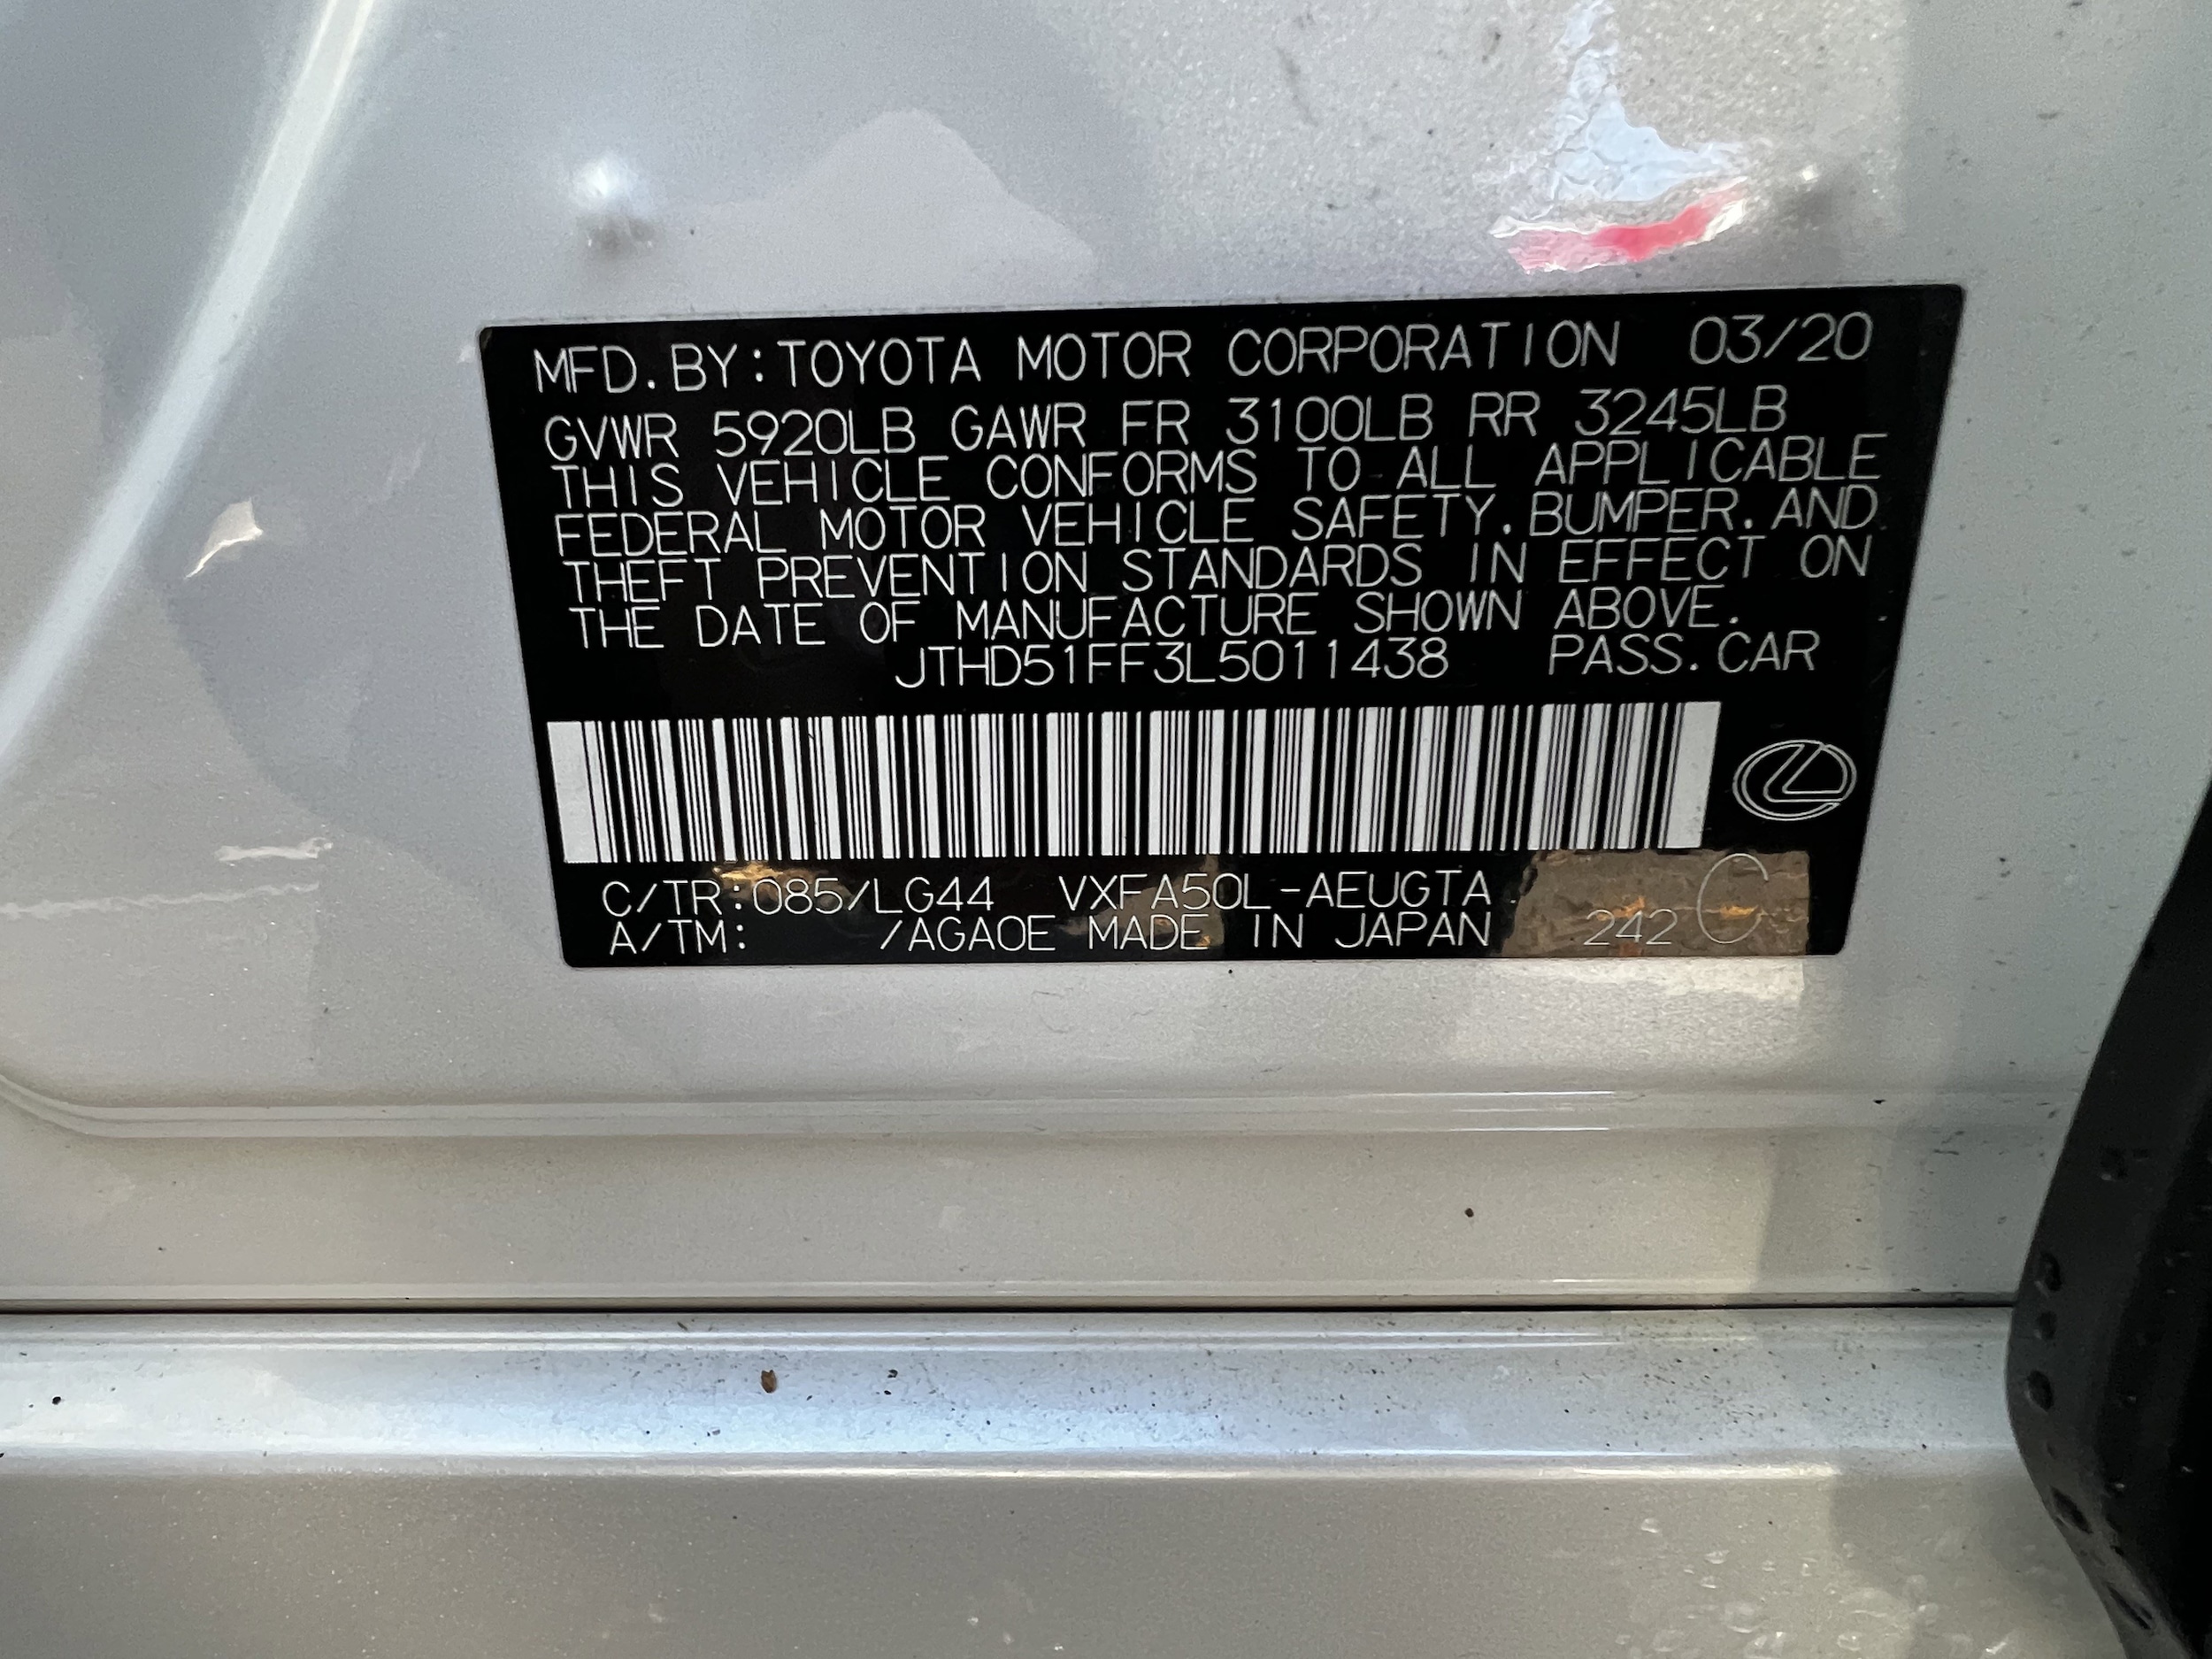 MFD.BY:TOYOTA MOTOR CORPORATION 03/20
GVWR 5920LB GAWR FR 3100LB RR 3245LB
THIS VEHICLE CONFORMS TO ALL APPLICABLE
FEDERAL MOTOR VEHICLE SAFETY.BUMPER.AND
THEFT PREVENTION STANDARDS IN EFFECT ON
THE DATE OF MANUFACTURE SHOWN ABOVE.
JTHD51FF3L5011438 PASS.CAR
C/TR:085/LG44 VXFA50L-AEUGTA
A/TM: /AGA0E MADE IN JAPAN 242 C